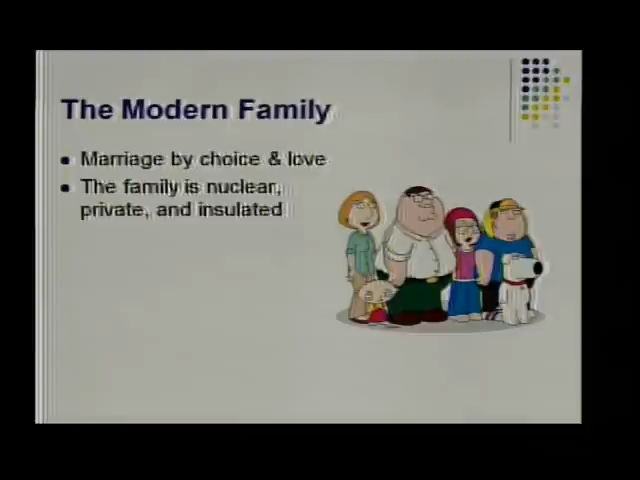 The Modern Family
Marriage by choice & love
The family is nuclear,
private, and insulated